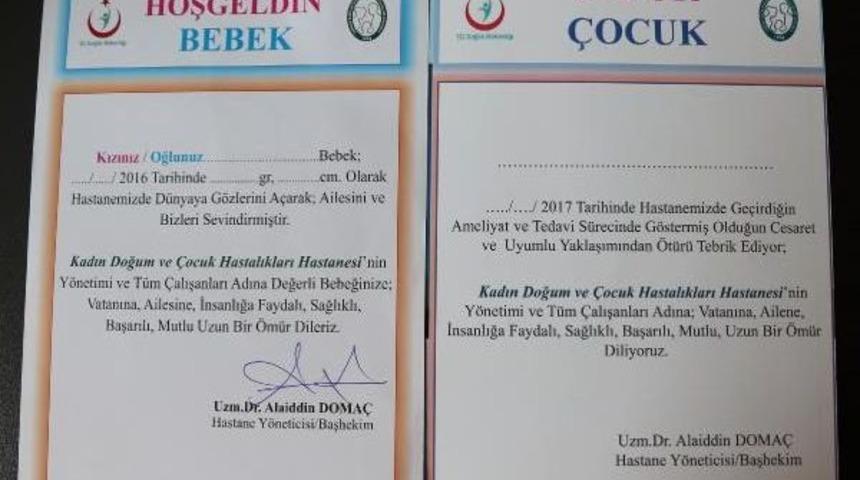 HOŞGELDİN
BEBEK
Kızınız / Oğlunuz..............................Bebek;
...../...../ 2016 Tarihinde .............gr, ...........cm. Olarak
Hastanemizde Dünyaya Gözlerini Açarak; Ailesini ve
Bizleri Sevindirmiştir.
Kadın Doğum ve Çocuk Hastalıkları Hastanesi'nin
Yönetimi ve Tüm Çalışanları Adına Değerli Bebeğinize;
Vatanına, Ailesine, İnsanlığa Faydalı, Sağlıklı,
Başarılı, Mutlu Uzun Bir Ömür Dileriz.
Uzm.Dr. Alaiddin DOMAÇ
Hastane Yöneticisi/Başhekim
ÇOCUK
............................................................
...../..../ 2017 Tarihinde Hastanemizde Geçirdiğin
Ameliyat ve Tedavi Sürecinde Göstermiş Olduğun Cesaret
ve Uyumlu Yaklaşımından Ötürü Tebrik Ediyor;
Kadın Doğum ve Çocuk Hastalıkları Hastanesi'nin
Yönetimi ve Tüm Çalışanları Adına; Vatanına, Ailene,
İnsanlığa Faydalı, Sağlıklı, Başarılı, Mutlu, Uzun Bir Ömür
Diliyoruz.
Uzm.Dr. Alaiddin DOMAÇ
Hastane Yöneticisi/Başhekim